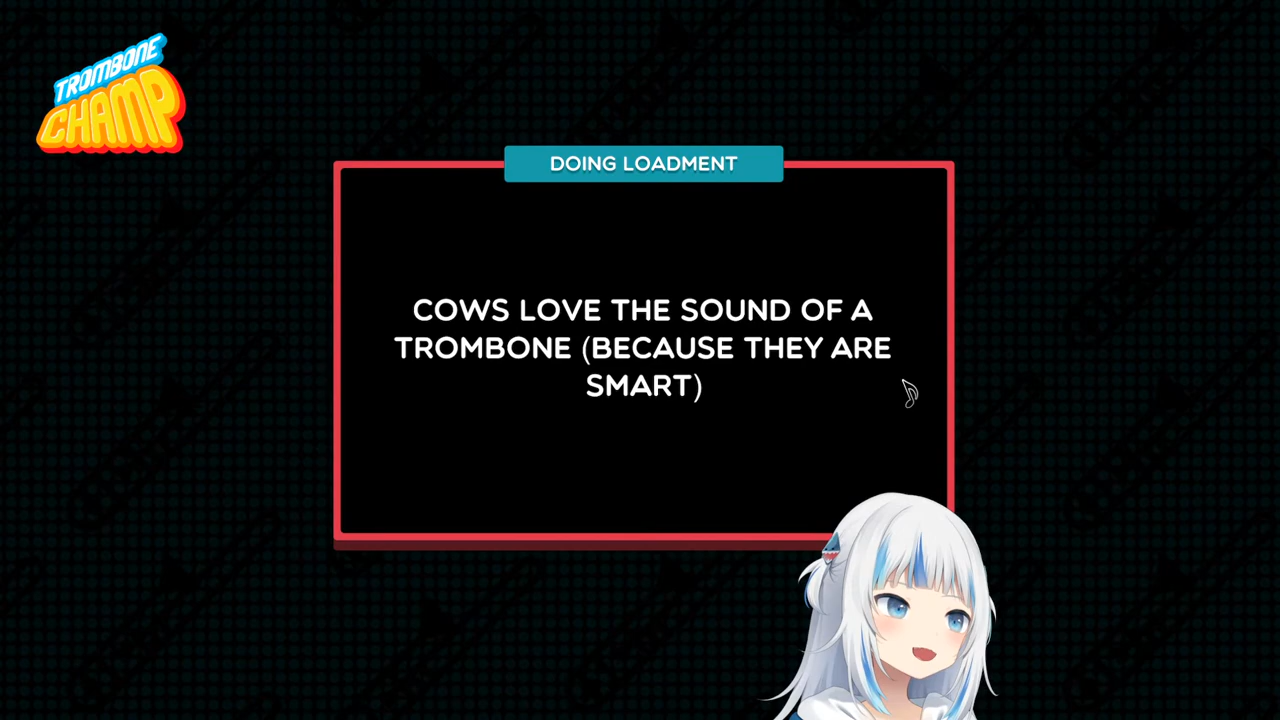 TROMBONE
CHAMP
DOING LOADMENT
COWS LOVE THE SOUND OF A
TROMBONE (BECAUSE THEY ARE
SMART)